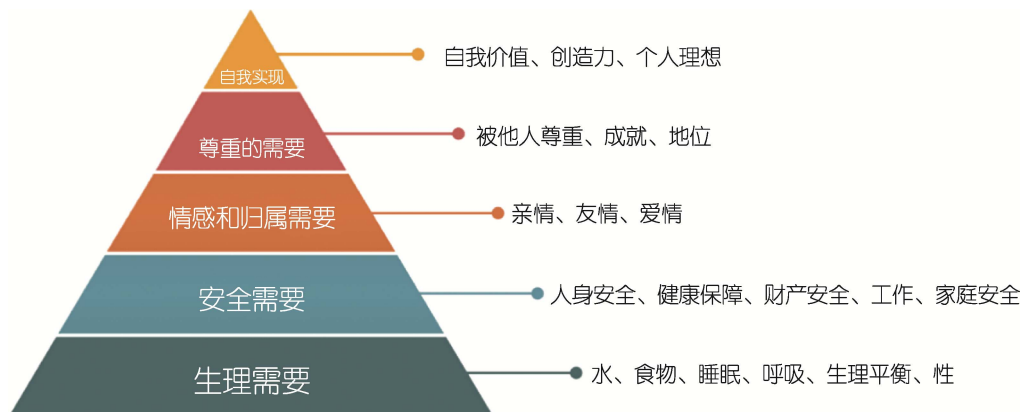 自我价值、创造力、个人理想
自我实现
被他人尊重、成就、地位
尊重的需要
亲情、友情、爱情
情感和归属需要
人身安全、健康保障、财产安全、工作、家庭安全
安全需要
水、食物、睡眠、呼吸、生理平衡、性
生理需要